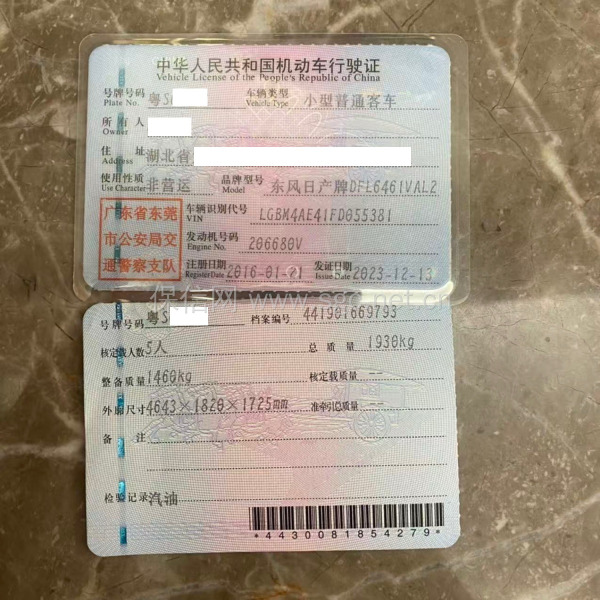 中华人民共和国机动车行驶证
Vehicle License of the People's Republic of China
号牌号码 粤S 车辆类型 小型普通客车
Plate No. Vehicle Type
所有人
Owner
住址 湖北省
Address
使用性质 非营运 品牌型号 东风日产牌DFL6461VAL2
Use Character Model
广东省东莞
市公安局交
通警察支队
车辆识别代号 LGBM4AE41FD055381
VIN
发动机号码 206680V
Engine No.
注册日期 2016-01-21 发证日期 2023-12-13
Register Date Issue Date
保信网 www.sgc.net.cn
号牌号码 粤S 档案编号 441901669793
核定载人数 5人 总质量 1930kg
整备质量 1460kg 核定载质量 --
外廓尺寸 4643×1820×1725mm 准牵引总质量 --
备注
检验记录 汽油
*4430081854279*